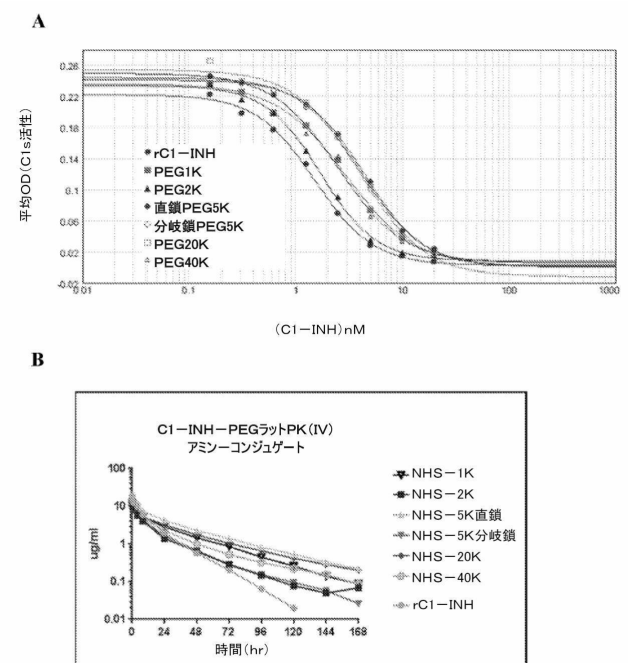 A
平均OD(C1s活性)
0.26
0.22
0.18
0.14
0.1
0.06
0.02
-0.02
rC1-INH
PEG1K
PEG2K
直鎖PEG5K
分岐鎖PEG5K
PEG20K
PEG40K
0.01
0.1
1
10
100
1000
(C1-INH)nM
B
C1-INH-PEGラットPK(IV)
アミン-コンジュゲート
ug/ml
100
10
1
0.1
0.01
0
24
48
72
96
120
144
168
時間(hr)
NHS-1K
NHS-2K
NHS-5K直鎖
NHS-5K分岐鎖
NHS-20K
NHS-40K
rC1-INH